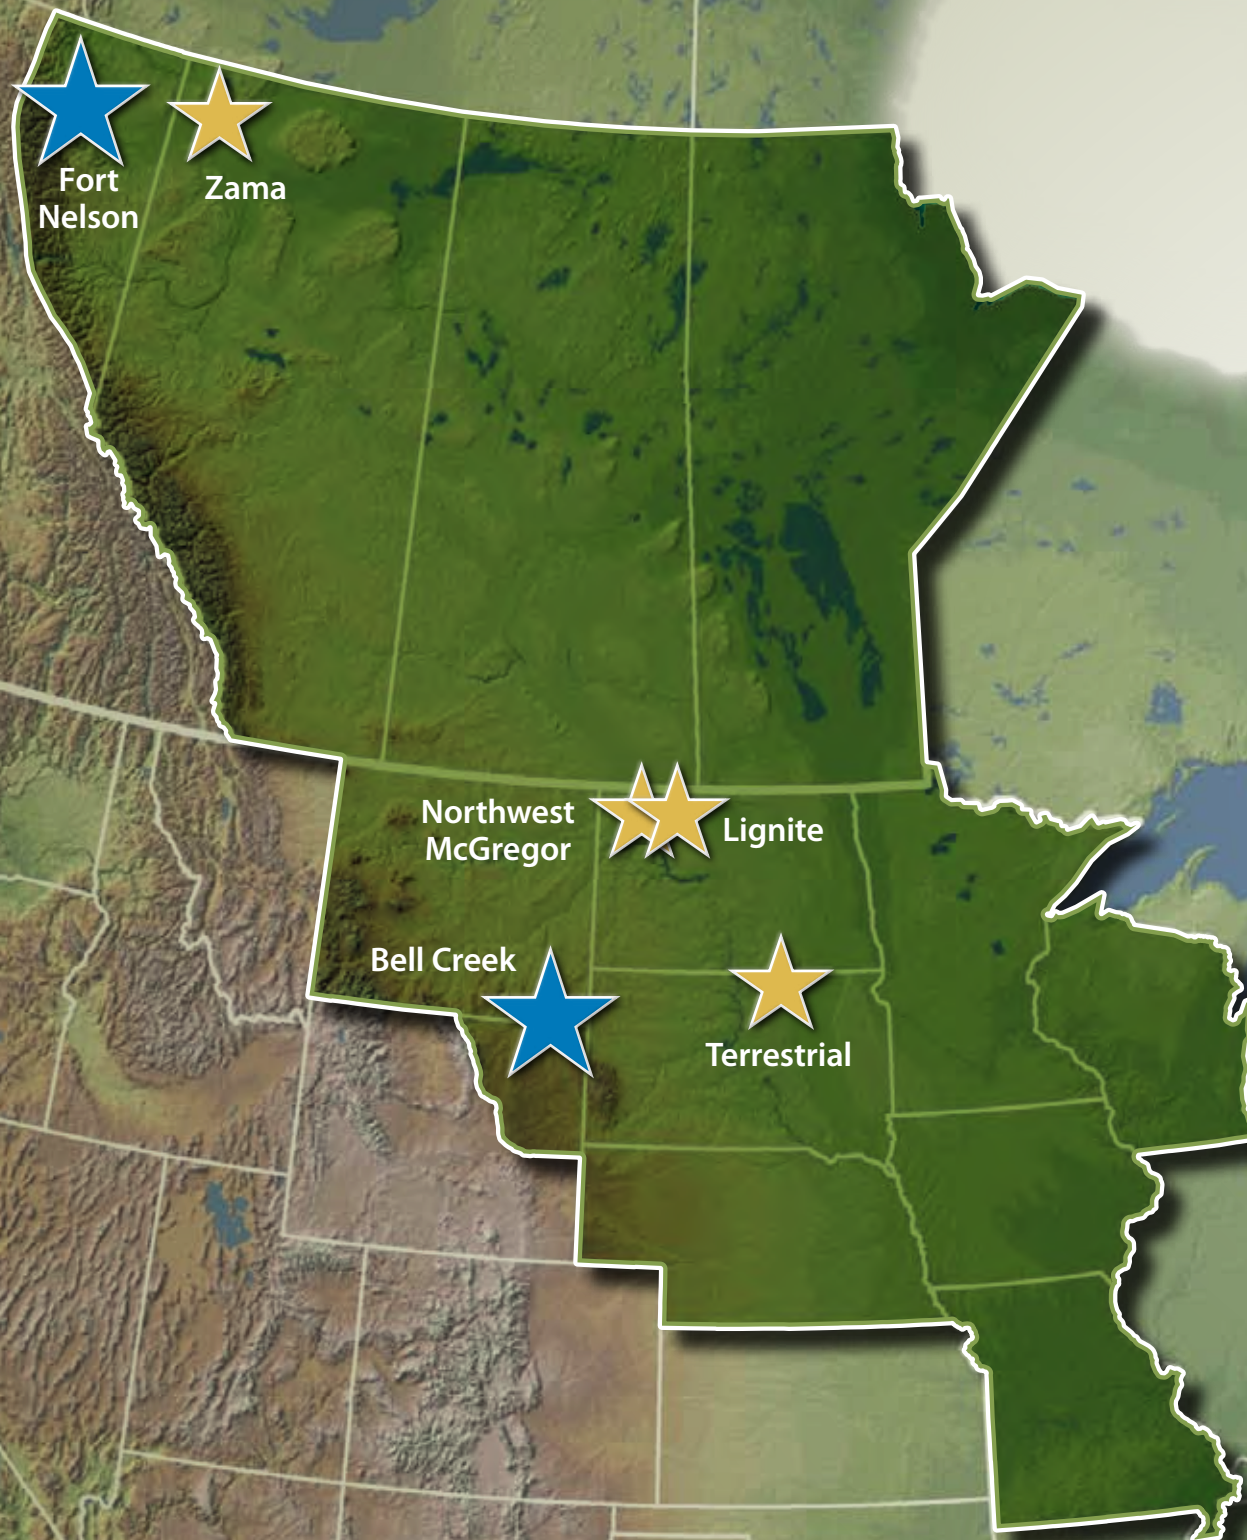 Fort
Nelson
Zama
Northwest
McGregor
Lignite
Bell Creek
Terrestrial